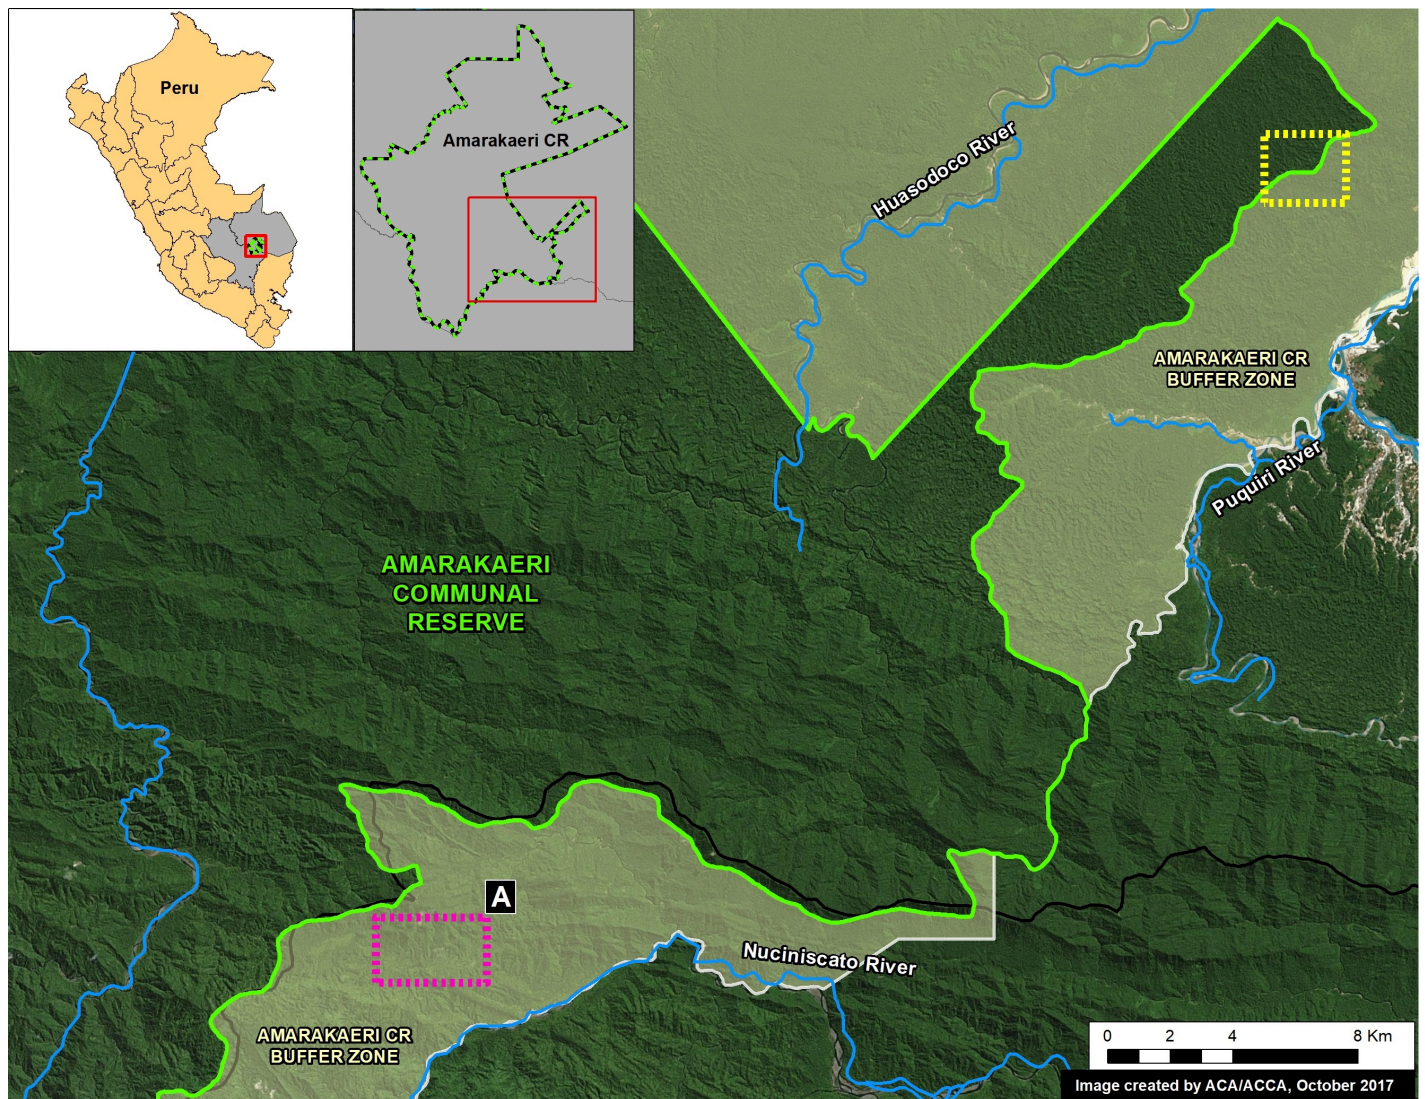 Peru
Amarakaeri CR
Huasodoco River
AMARAKAERI CR
BUFFER ZONE
Puquiri River
AMARAKAERI
COMMUNAL
RESERVE
A
Nuciniscato River
AMARAKAERI CR
BUFFER ZONE
0 2 4 8 Km
Image created by ACA/ACCA, October 2017